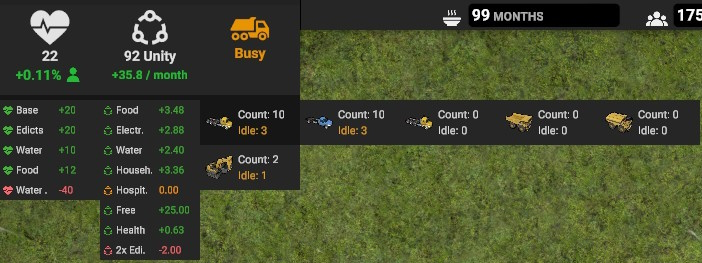 22
+0.11%
92 Unity
+35.8 / month
Busy
99 MONTHS
175
Base +20
Edicts +20
Water +10
Food +12
Water . -40
Food +3.48
Electr. +2.88
Water +2.40
Househ. +3.36
Hospit. 0.00
Free +25.00
Health +0.63
2x Edi. -2.00
Count: 10
Idle: 3
Count: 10
Idle: 3
Count: 0
Idle: 0
Count: 0
Idle: 0
Count: 0
Idle: 0
Count: 2
Idle: 1